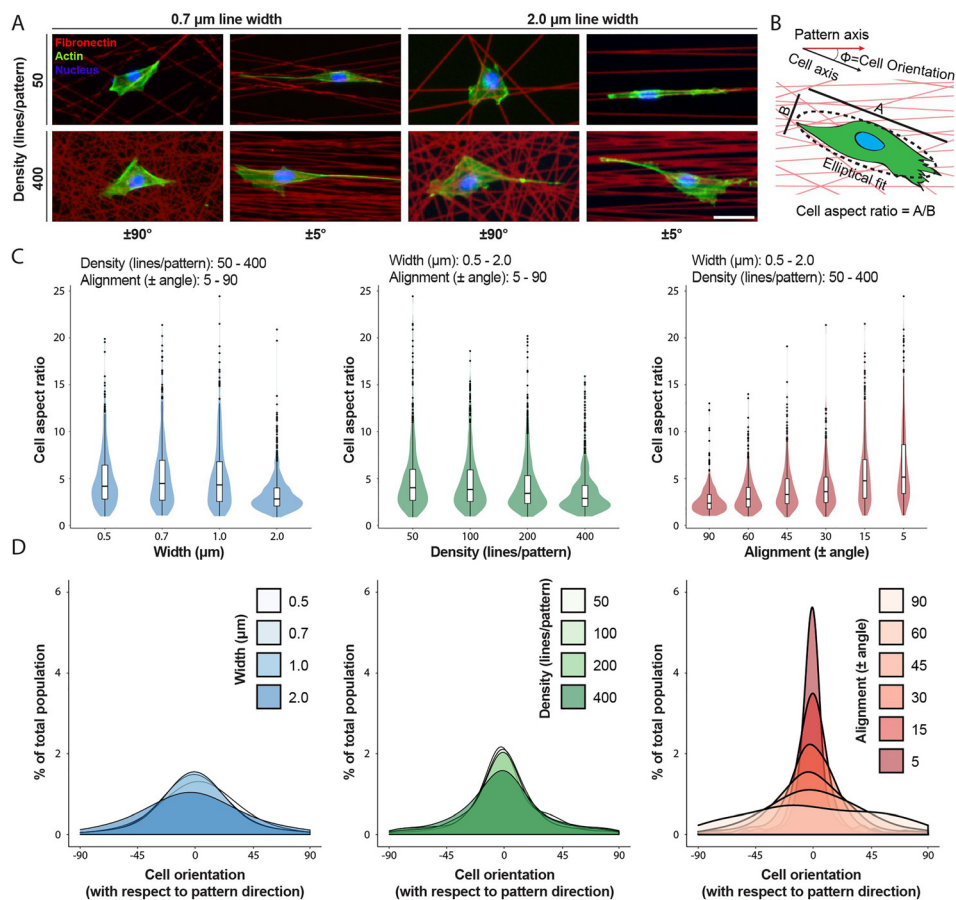 A
0.7 µm line width
2.0 µm line width
B
Fibronectin
Actin
Nucleus
Density (lines/pattern)
50
400
±90°
±5°
±90°
±5°
Pattern axis
Φ=Cell Orientation
Cell axis
A
B
Elliptical fit
Cell aspect ratio = A/B
C
Density (lines/pattern): 50 - 400
Alignment (± angle): 5 - 90
Cell aspect ratio
25
20
15
10
5
0
0.5 0.7 1.0 2.0
Width (µm)
Width (µm): 0.5 - 2.0
Alignment (± angle): 5 - 90
Cell aspect ratio
25
20
15
10
5
0
50 100 200 400
Density (lines/pattern)
Width (µm): 0.5 - 2.0
Density (lines/pattern): 50 - 400
Cell aspect ratio
25
20
15
10
5
0
90 60 45 30 15 5
Alignment (± angle)
D
% of total population
6
4
2
0
-90 -45 0 45 90
Cell orientation
(with respect to pattern direction)
Width (µm)
0.5
0.7
1.0
2.0
% of total population
6
4
2
0
-90 -45 0 45 90
Cell orientation
(with respect to pattern direction)
Density (lines/pattern)
50
100
200
400
% of total population
6
4
2
0
-90 -45 0 45 90
Cell orientation
(with respect to pattern direction)
Alignment (± angle)
90
60
45
30
15
5